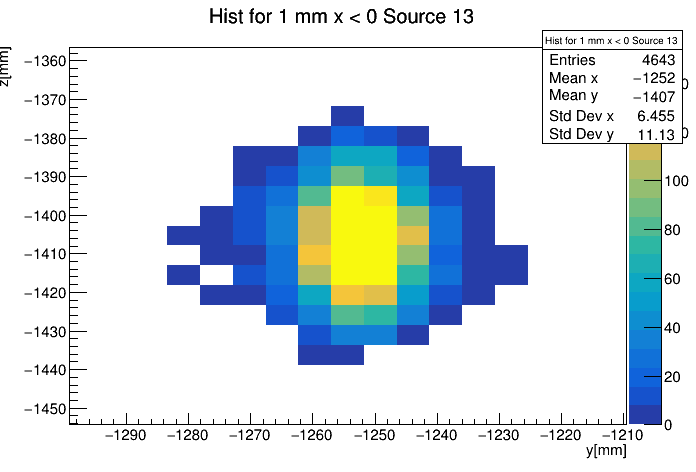 Hist for 1 mm x < 0 Source 13
Hist for 1 mm x < 0 Source 13
Entries 4643
Mean x −1252
Mean y −1407
Std Dev x 6.455
Std Dev y 11.13
z[mm]
−1360
−1370
−1380
−1390
−1400
−1410
−1420
−1430
−1440
−1450
−1290 −1280 −1270 −1260 −1250 −1240 −1230 −1220 −1210
y[mm]
100
80
60
40
20
0